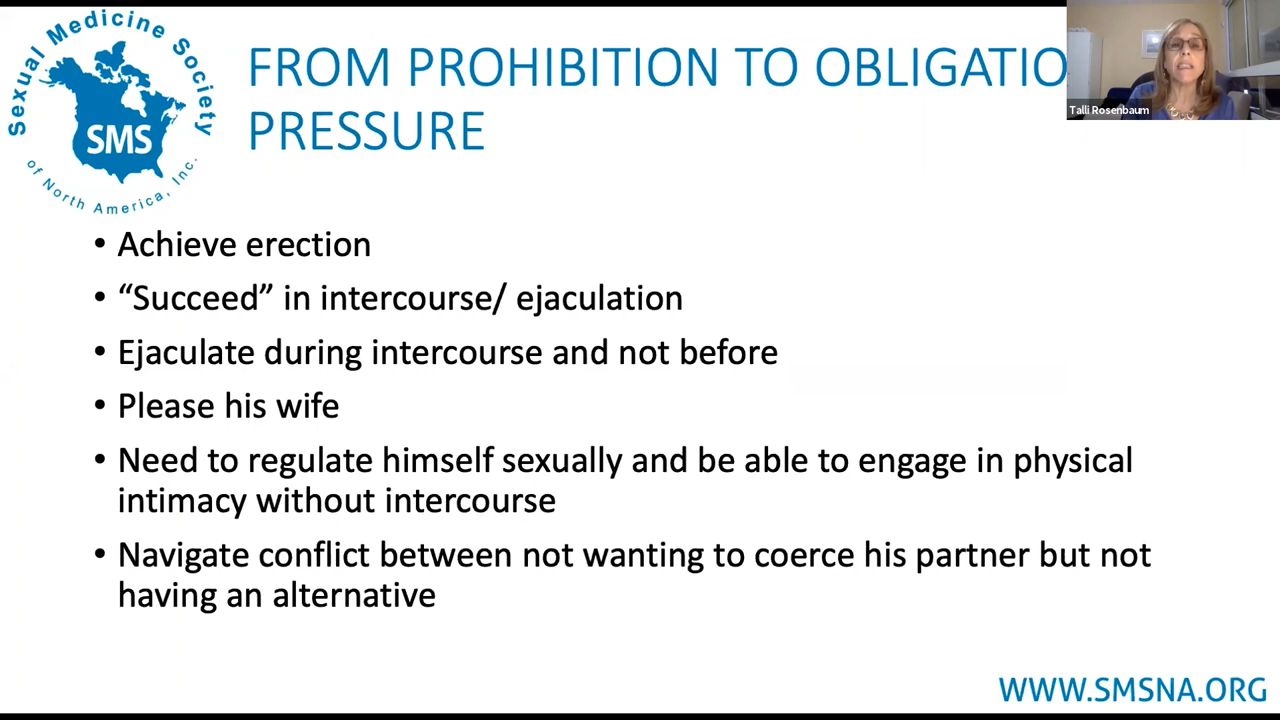 Sexual Medicine Society
SMS
of North America, Inc.
FROM PROHIBITION TO OBLIGATIO
PRESSURE
Talli Rosenbaum
• Achieve erection
• “Succeed” in intercourse/ ejaculation
• Ejaculate during intercourse and not before
• Please his wife
• Need to regulate himself sexually and be able to engage in physical
intimacy without intercourse
• Navigate conflict between not wanting to coerce his partner but not
having an alternative
WWW.SMSNA.ORG